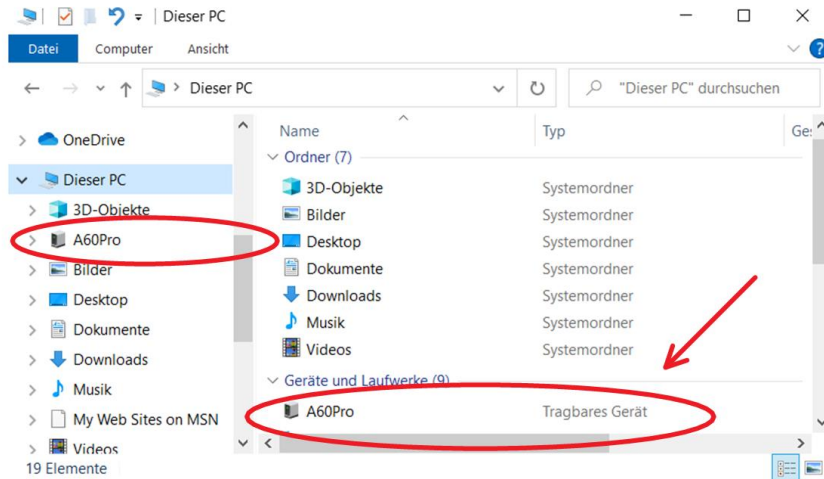 Dieser PC
Datei Computer Ansicht
Dieser PC "Dieser PC" durchsuchen
OneDrive
Dieser PC
3D-Objekte
A60Pro
Bilder
Desktop
Dokumente
Downloads
Musik
My Web Sites on MSN
Videos
Name Typ
Ordner (7)
3D-Objekte Systemordner
Bilder Systemordner
Desktop Systemordner
Dokumente Systemordner
Downloads Systemordner
Musik Systemordner
Videos Systemordner
Geräte und Laufwerke (9)
A60Pro Tragbares Gerät
19 Elemente